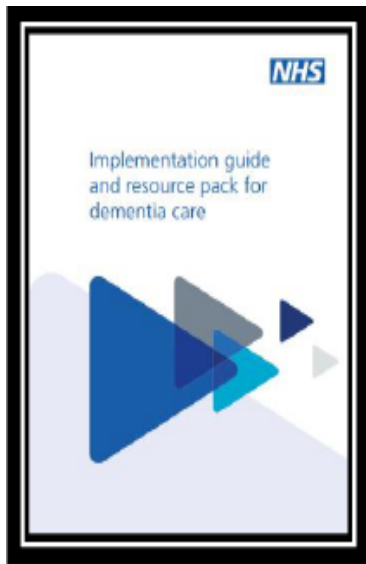 NHS
Implementation guide
and resource pack for
dementia care